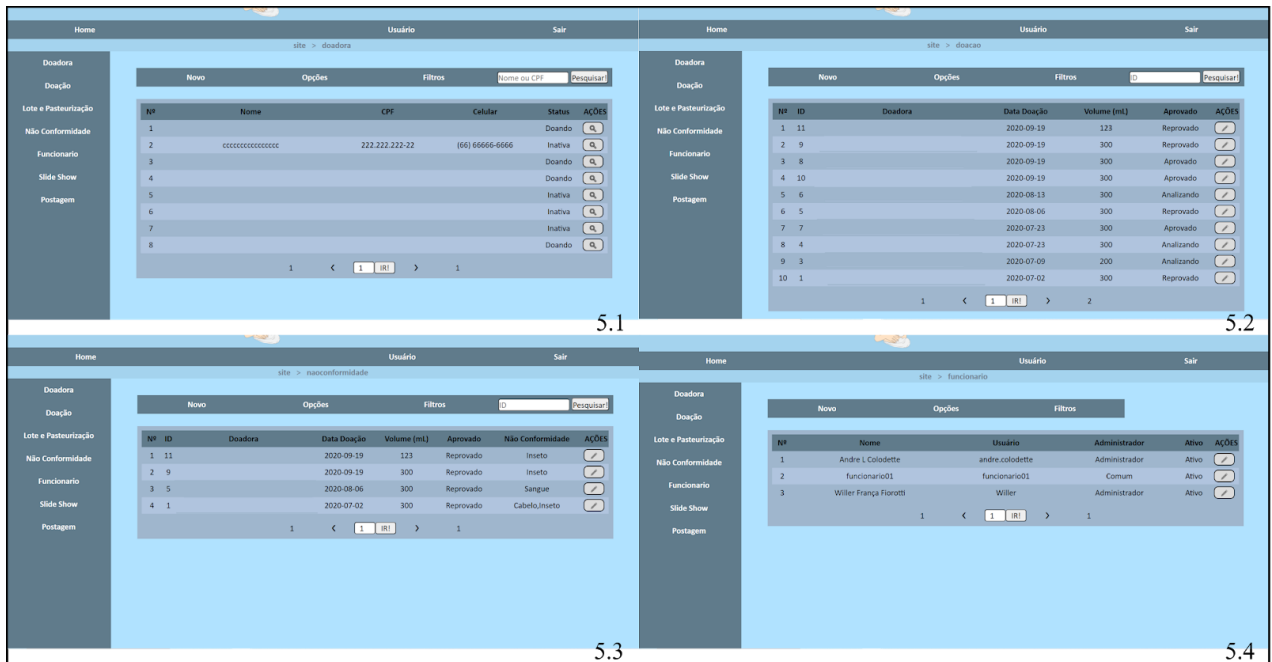 Home Usuário Sair
site > doadora
Doadora
Doação
Lote e Pasteurização
Não Conformidade
Funcionario
Slide Show
Postagem
Novo Opções Filtros Nome ou CPF Pesquisar!
Nº Nome CPF Celular Status AÇÕES
1 Doando
2 cccccccccccccccc 222.222.222-22 (66) 66666-6666 Inativa
3 Doando
4 Doando
5 Inativa
6 Inativa
7 Inativa
8 Doando
1 < 1 IR! > 1
5.1
Home Usuário Sair
site > doacao
Doadora
Doação
Lote e Pasteurização
Não Conformidade
Funcionario
Slide Show
Postagem
Novo Opções Filtros ID Pesquisar!
Nº ID Doadora Data Doação Volume (mL) Aprovado AÇÕES
1 11 2020-09-19 123 Reprovado
2 9 2020-09-19 300 Reprovado
3 8 2020-09-19 300 Aprovado
4 10 2020-09-19 300 Aprovado
5 6 2020-08-13 300 Analizando
6 5 2020-08-06 300 Reprovado
7 7 2020-07-23 300 Aprovado
8 4 2020-07-23 300 Analizando
9 3 2020-07-09 200 Analizando
10 1 2020-07-02 300 Reprovado
1 < 1 IR! > 2
5.2
Home Usuário Sair
site > naoconformidade
Doadora
Doação
Lote e Pasteurização
Não Conformidade
Funcionario
Slide Show
Postagem
Novo Opções Filtros ID Pesquisar!
Nº ID Doadora Data Doação Volume (mL) Aprovado Não Conformidade AÇÕES
1 11 2020-09-19 123 Reprovado Inseto
2 9 2020-09-19 300 Reprovado Inseto
3 5 2020-08-06 300 Reprovado Sangue
4 1 2020-07-02 300 Reprovado Cabelo,Inseto
1 < 1 IR! > 1
5.3
Home Usuário Sair
site > funcionario
Doadora
Doação
Lote e Pasteurização
Não Conformidade
Funcionario
Slide Show
Postagem
Novo Opções Filtros
Nº Nome Usuário Administrador Ativo AÇÕES
1 Andre L Colodette andre.colodette Administrador Ativo
2 funcionario01 funcionario01 Comum Ativo
3 Willer França Fiorotti Willer Administrador Ativo
1 < 1 IR! > 1
5.4